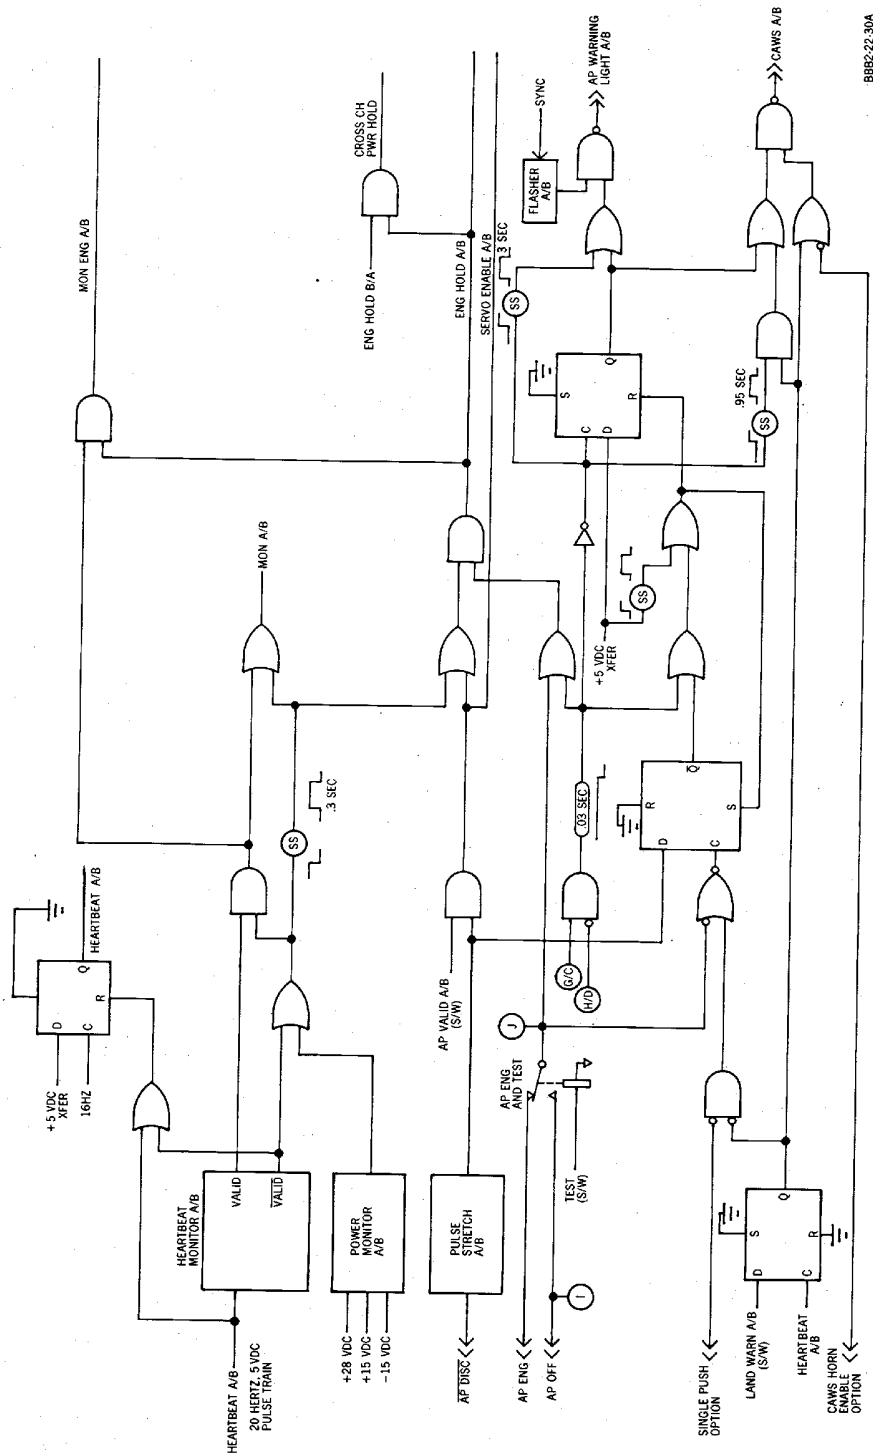 MON ENG A/B
CROSS CH
PWR HOLD
ENG HOLD B/A
ENG HOLD A/B
SERVO ENABLE A/B
MON A/B
HEARTBEAT A/B
Q
R
D
C
+5 VDC
XFER
16HZ
HEARTBEAT
MONITOR A/B
VALID
VALID
HEARTBEAT A/B
20 HERTZ, 5 VDC
PULSE TRAIN
SS
.3 SEC
POWER
MONITOR
A/B
+28 VDC
+15 VDC
-15 VDC
PULSE
STRETCH
A/B
AP DISC
AP VALID A/B
(S/W)
AP ENG
AP OFF
AP ENG
AND TEST
TEST
(S/W)
J
I
G/C
H/D
.03 SEC
+5 VDC
XFER
SS
D
C
R
S
Q
FLASHER
A/B
SYNC
AP WARNING
LIGHT A/B
.3 SEC
SS
S
C
D
Q
R
.95 SEC
SS
CAWS A/B
SINGLE PUSH
OPTION
LAND WARN A/B
(S/W)
HEARTBEAT
A/B
D
C
S
R
Q
CAWS HORN
ENABLE
OPTION
BBB2-22-30A